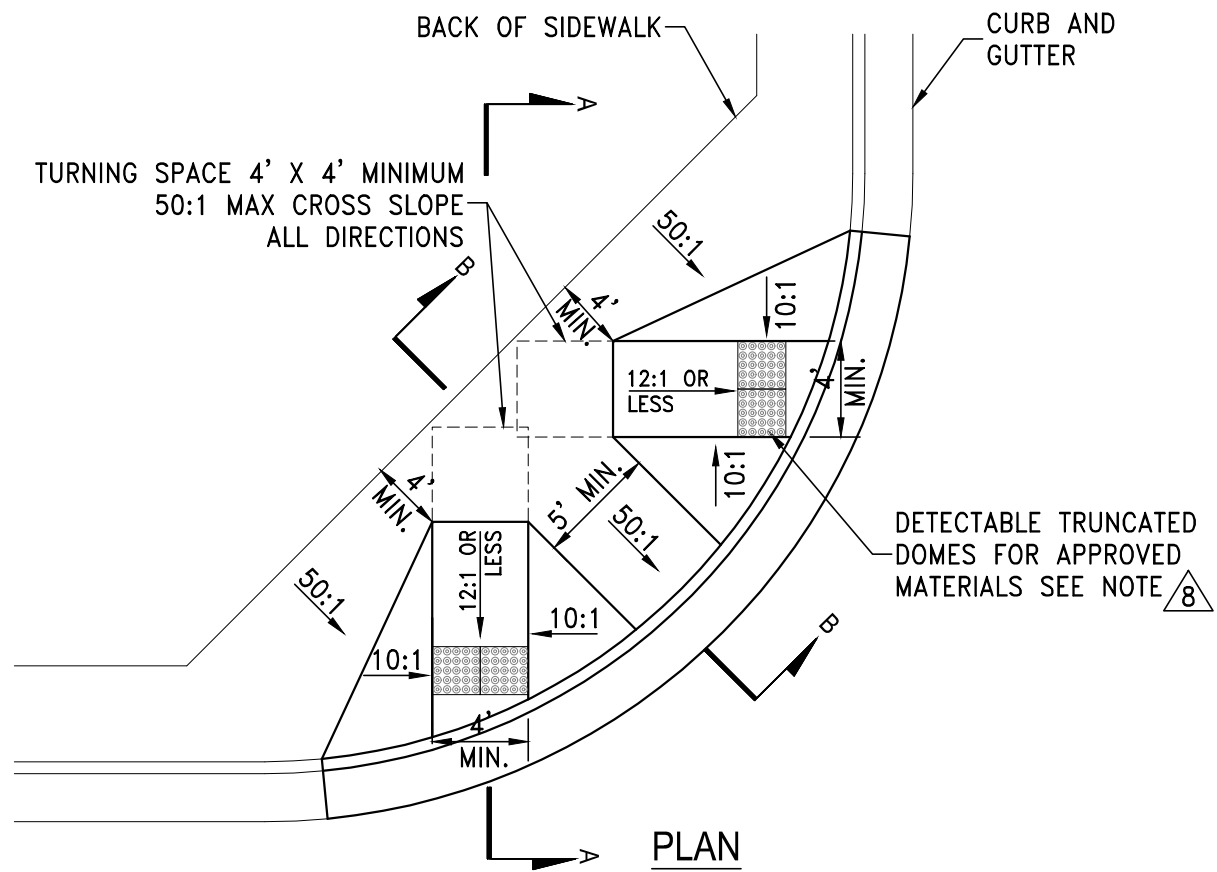 BACK OF SIDEWALK
CURB AND
GUTTER
A
TURNING SPACE 4' X 4' MINIMUM
50:1 MAX CROSS SLOPE
ALL DIRECTIONS
50:1
B
4'
MIN.
10:1
12:1 OR
LESS
4'
MIN.
10:1
4'
MIN.
5' MIN.
50:1
12:1 OR
LESS
DETECTABLE TRUNCATED
DOMES FOR APPROVED
MATERIALS SEE NOTE 8
50:1
10:1
10:1
B
4'
MIN.
A
PLAN